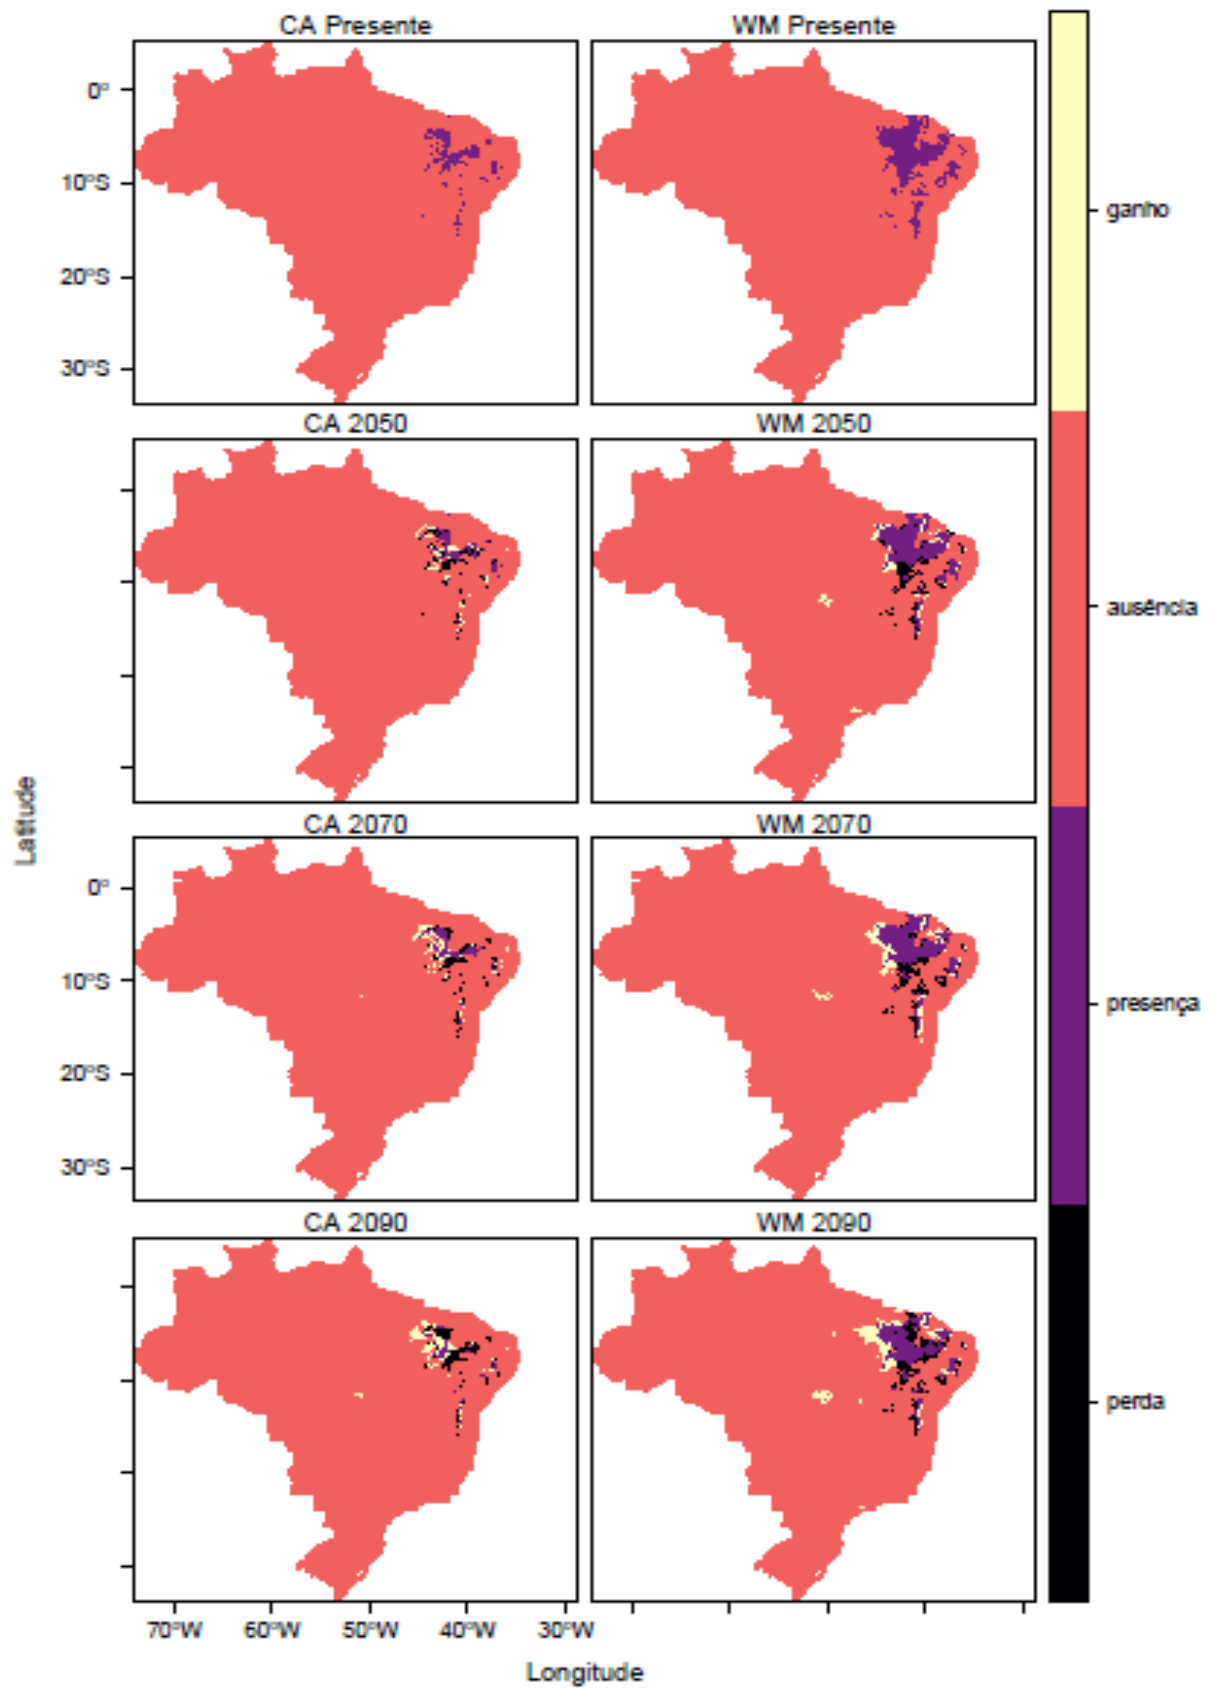 CA Presente
WM Presente
0°
10°S
20°S
30°S
CA 2050
WM 2050
CA 2070
WM 2070
0°
10°S
20°S
30°S
CA 2090
WM 2090
70°W
60°W
50°W
40°W
30°W
Longitude
Latitude
ganho
ausência
presença
perda